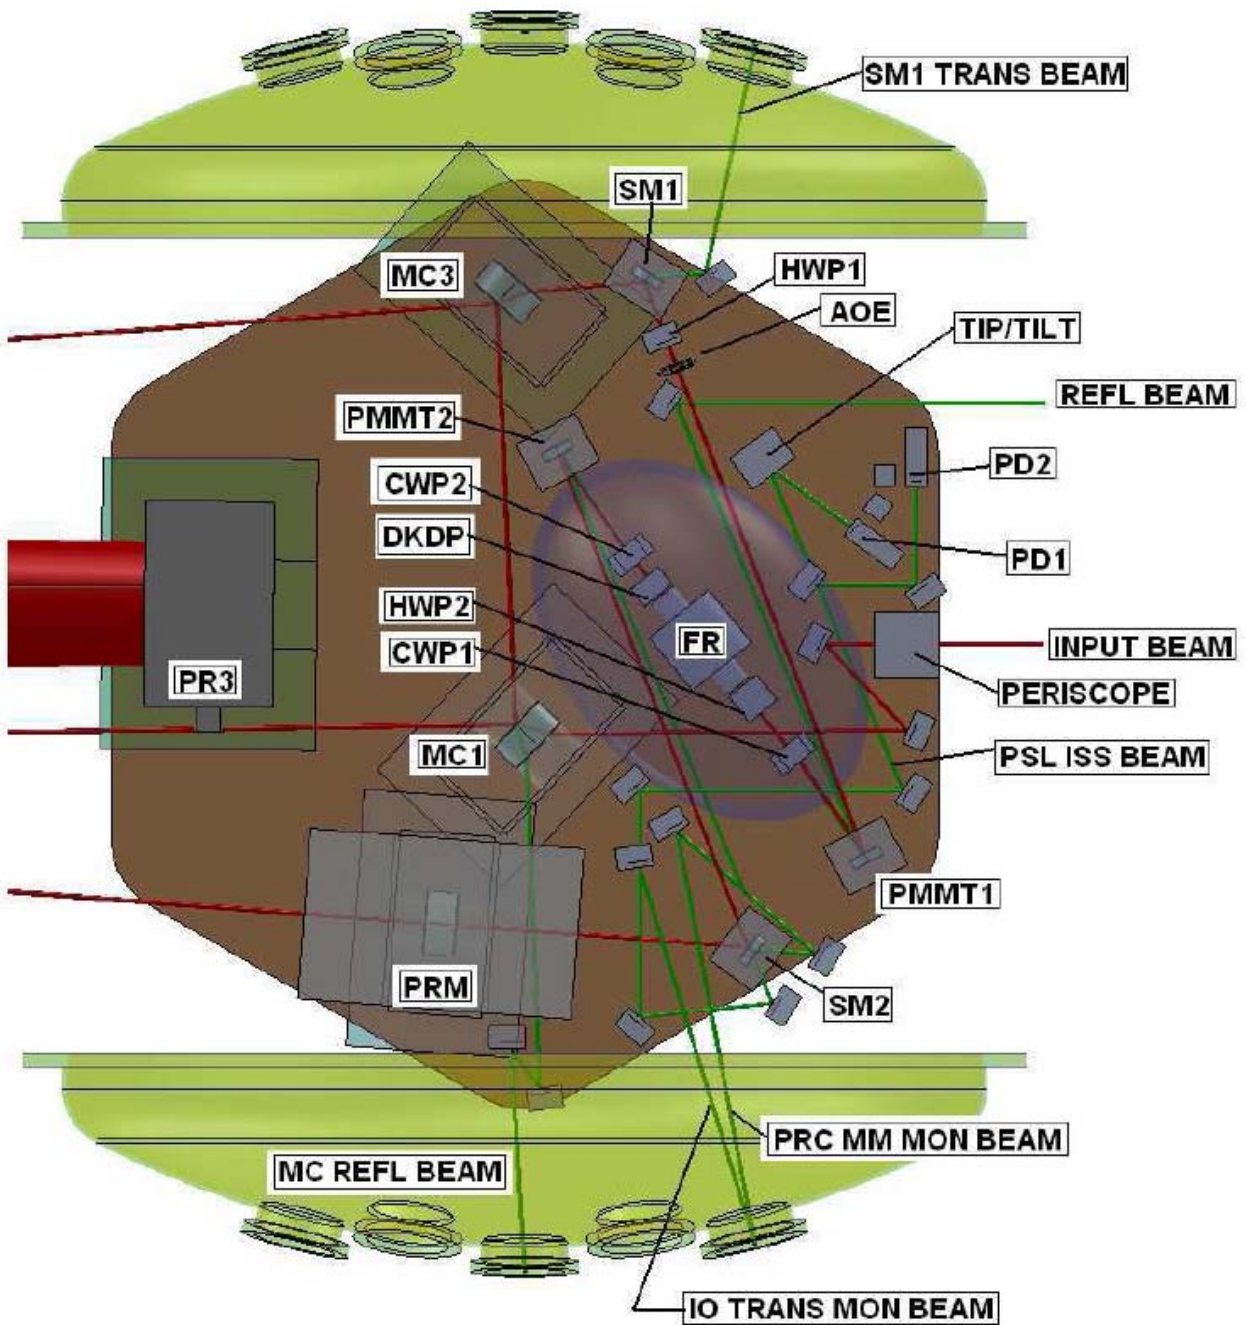 SM1 TRANS BEAM
SM1
MC3
HWP1
AOE
TIP/TILT
REFL BEAM
PMMT2
PD2
CWP2
DKDP
PD1
HWP2
FR
CWP1
INPUT BEAM
PR3
PERISCOPE
MC1
PSL ISS BEAM
PMMT1
PRM
SM2
PRC MM MON BEAM
MC REFL BEAM
IO TRANS MON BEAM